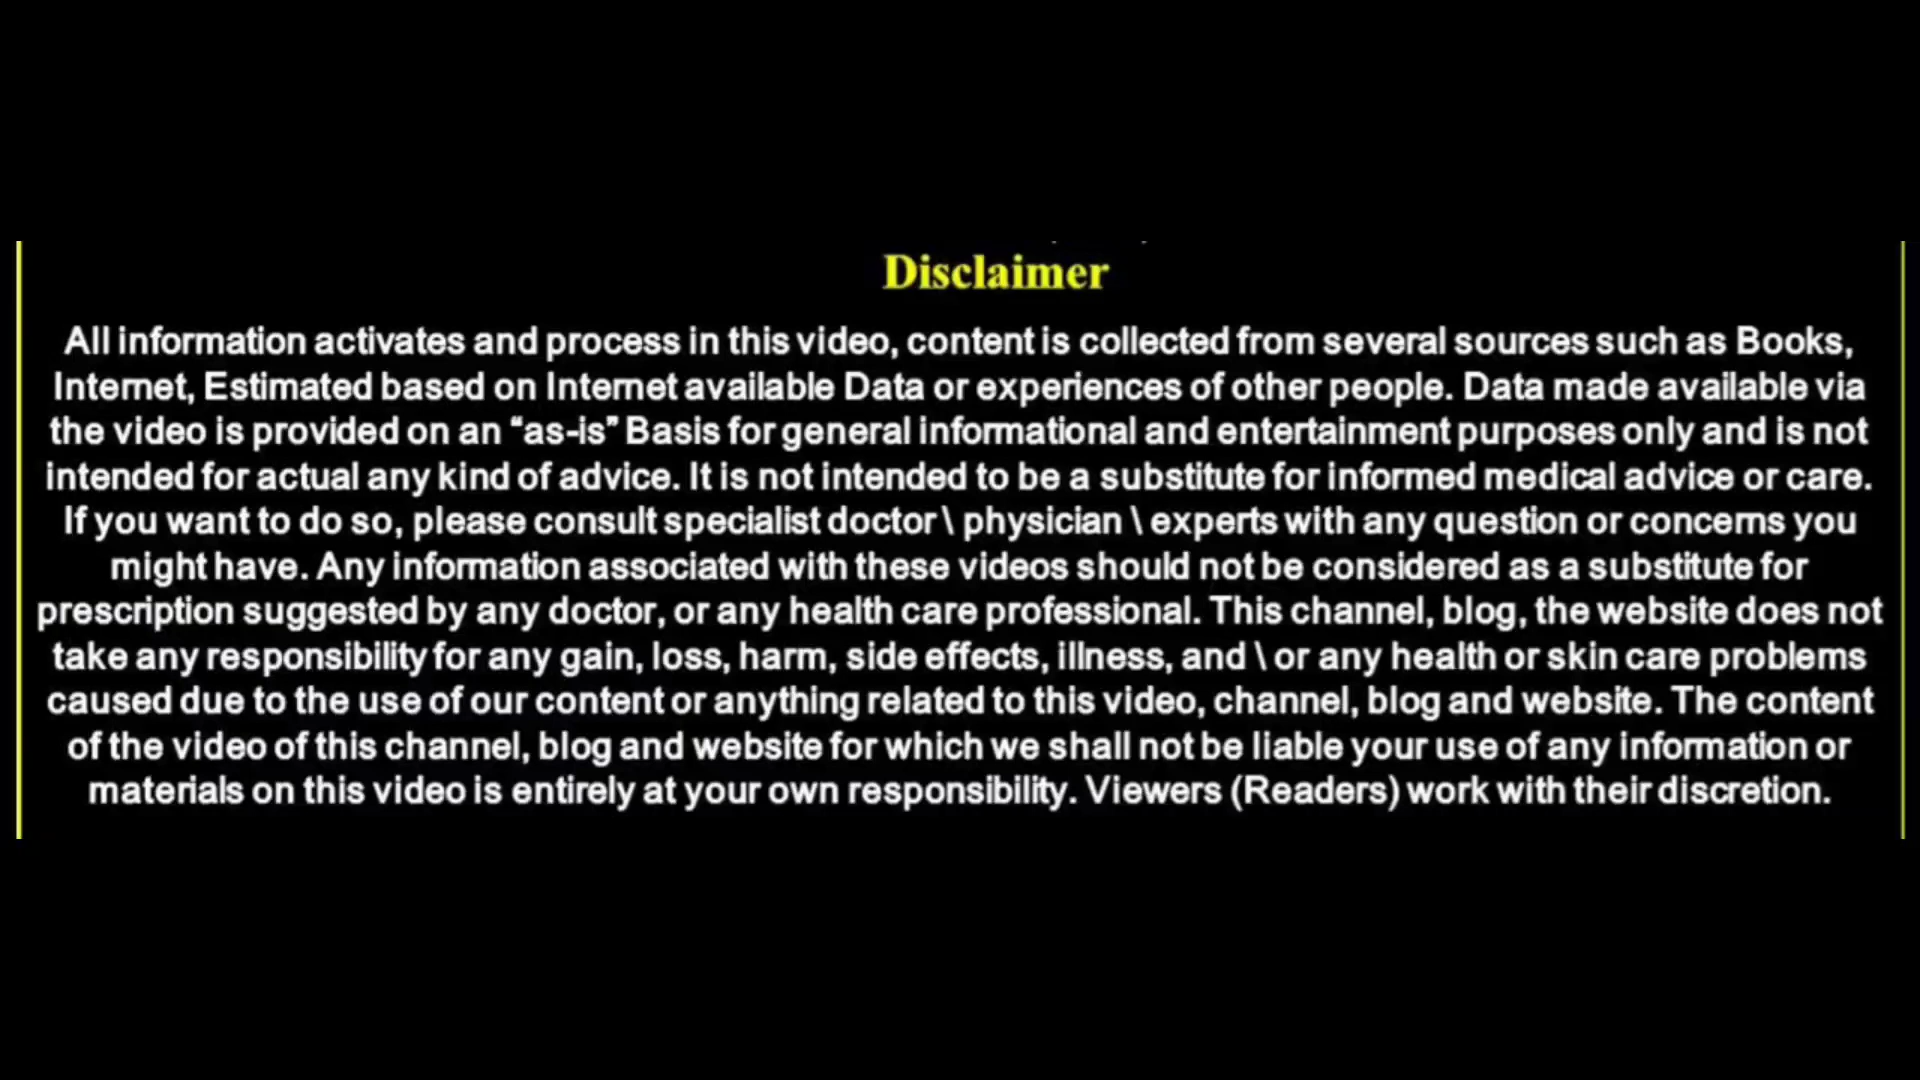 Disclaimer
All information activates and process in this video, content is collected from several sources such as Books,
Internet, Estimated based on Internet available Data or experiences of other people. Data made available via
the video is provided on an “as-is” Basis for general informational and entertainment purposes only and is not
intended for actual any kind of advice. It is not intended to be a substitute for informed medical advice or care.
If you want to do so, please consult specialist doctor \ physician \ experts with any question or concerns you
might have. Any information associated with these videos should not be considered as a substitute for
prescription suggested by any doctor, or any health care professional. This channel, blog, the website does not
take any responsibility for any gain, loss, harm, side effects, illness, and \ or any health or skin care problems
caused due to the use of our content or anything related to this video, channel, blog and website. The content
of the video of this channel, blog and website for which we shall not be liable your use of any information or
materials on this video is entirely at your own responsibility. Viewers (Readers) work with their discretion.